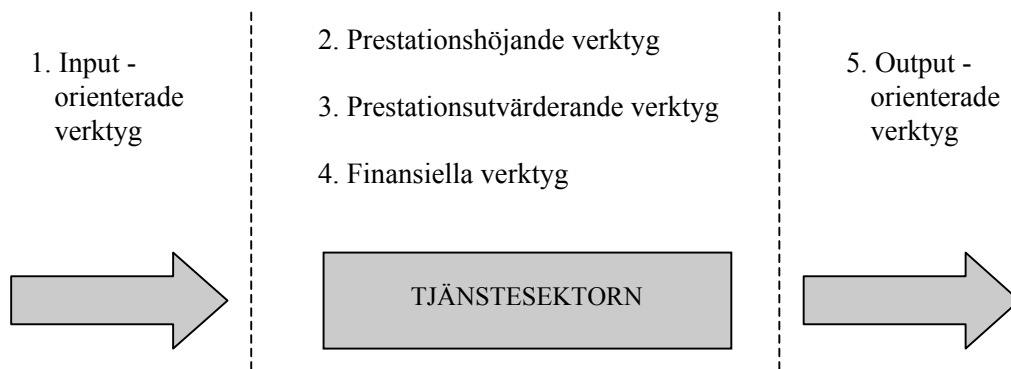 1. Input -
orienterade
verktyg
2. Prestationshöjande verktyg
3. Prestationsutvärderande verktyg
4. Finansiella verktyg
TJÄNSTESEKTORN
5. Output -
orienterade
verktyg